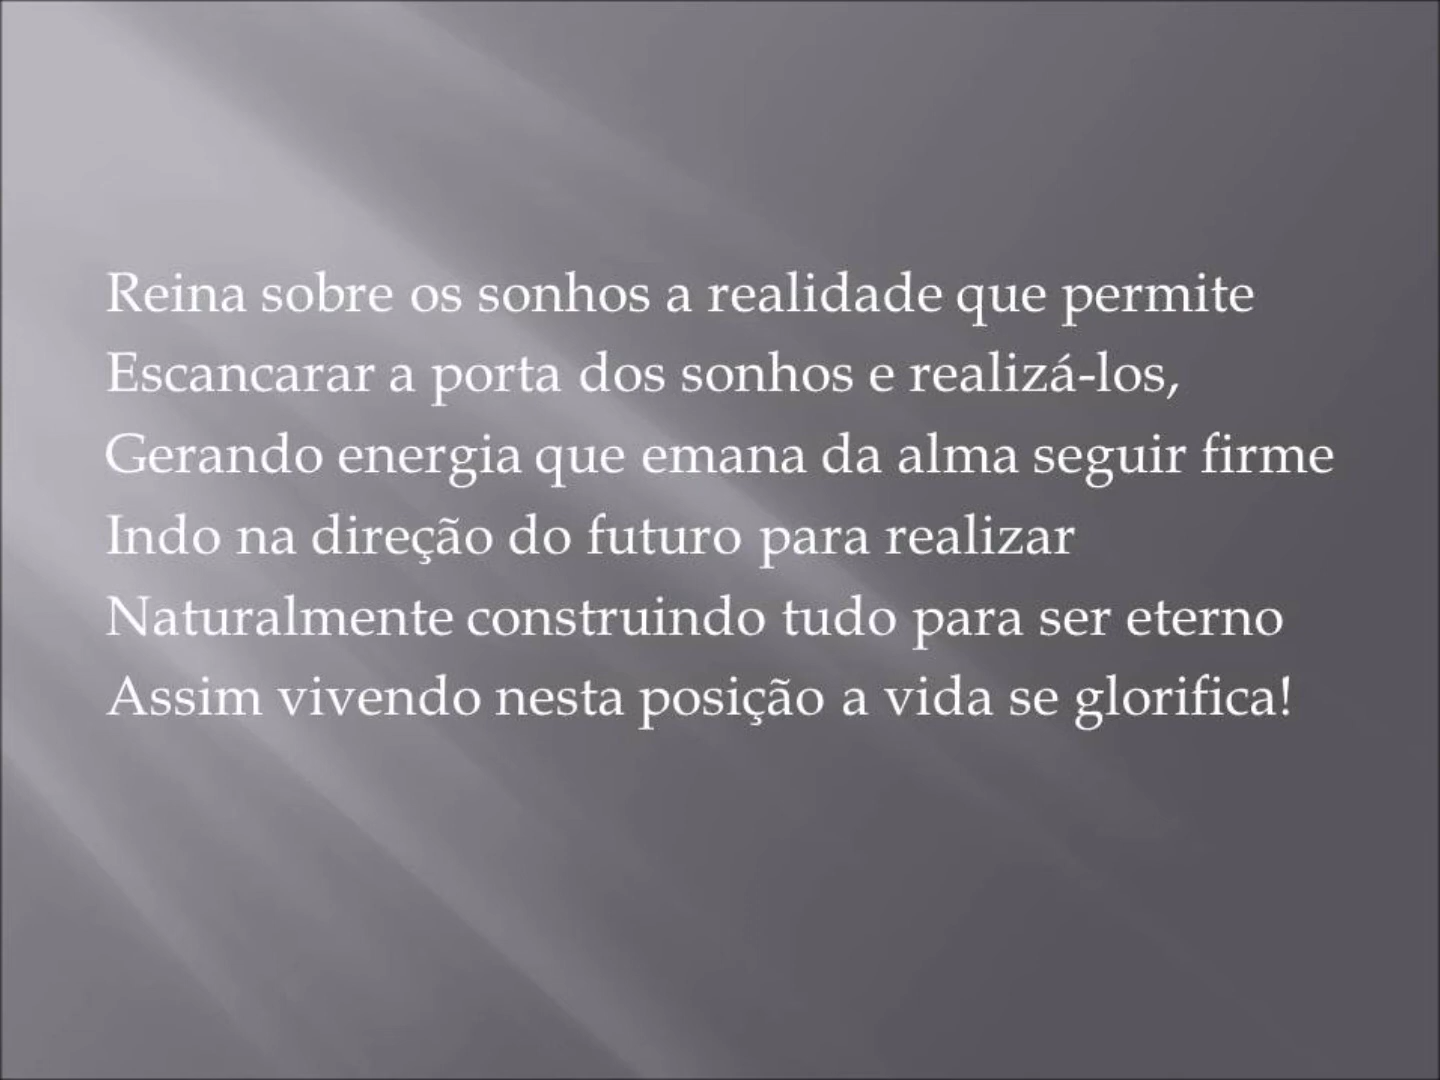 Reina sobre os sonhos a realidade que permite
Escancarar a porta dos sonhos e realizá-los,
Gerando energia que emana da alma seguir firme
Indo na direção do futuro para realizar
Naturalmente construindo tudo para ser eterno
Assim vivendo nesta posição a vida se glorifica!